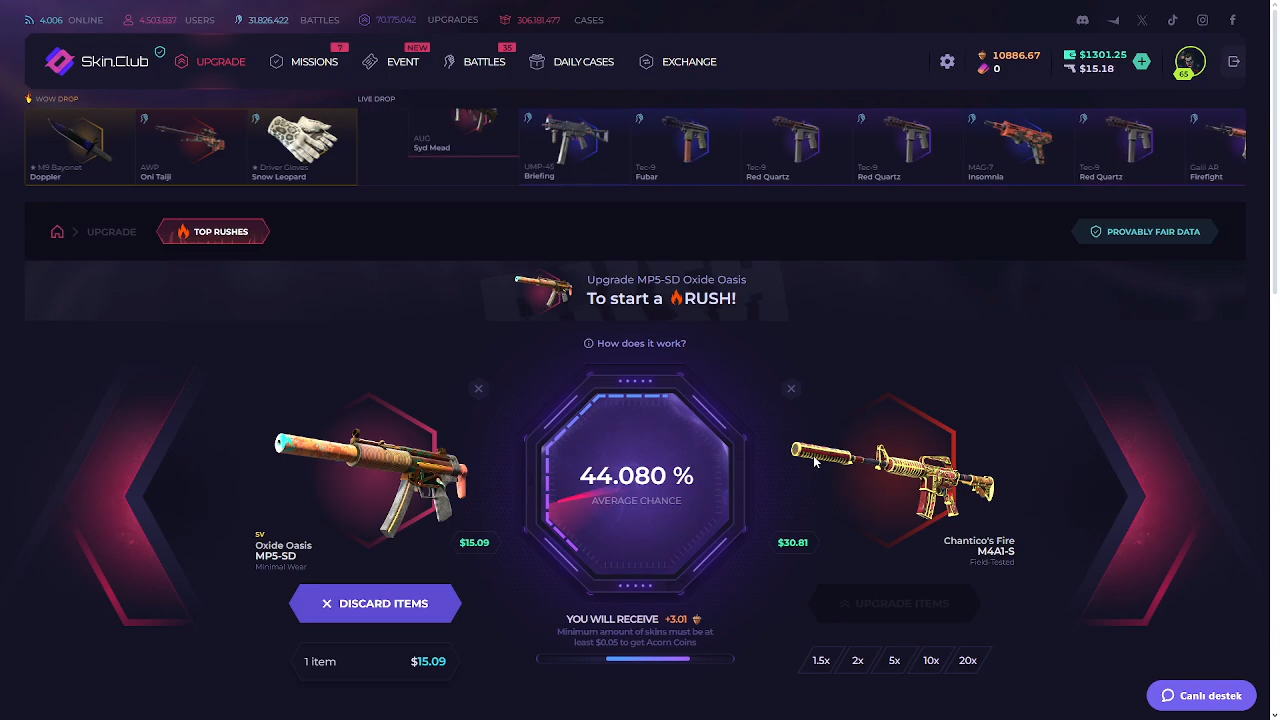 4.006 ONLINE 4.503.837 USERS 31.826.422 BATTLES 70.175.042 UPGRADES 306.181.477 CASES
Skin.Club UPGRADE MISSIONS 7 EVENT NEW BATTLES 35 DAILY CASES EXCHANGE 10886.67 0 $1301.25 $15.18 65
WOW DROP LIVE DROP
★ M9 Bayonet
Doppler
AWP
Oni Taiji
★ Driver Gloves
Snow Leopard
AUG
Syd Mead
UMP-45
Briefing
Tec-9
Fubar
Tec-9
Red Quartz
Tec-9
Red Quartz
MAG-7
Insomnia
Tec-9
Red Quartz
Galil AR
Firefight
UPGRADE TOP RUSHES PROVABLY FAIR DATA
Upgrade MP5-SD Oxide Oasis
To start a RUSH!
How does it work?
44.080 %
AVERAGE CHANCE
SV
Oxide Oasis
MP5-SD
Minimal Wear
$15.09
$30.81
Chantico's Fire
M4A1-S
Field-Tested
DISCARD ITEMS
UPGRADE ITEMS
YOU WILL RECEIVE +3.01
Minimum amount of skins must be at
least $0.05 to get Acorn Coins
1 item $15.09
1.5x 2x 5x 10x 20x
Canlı destek